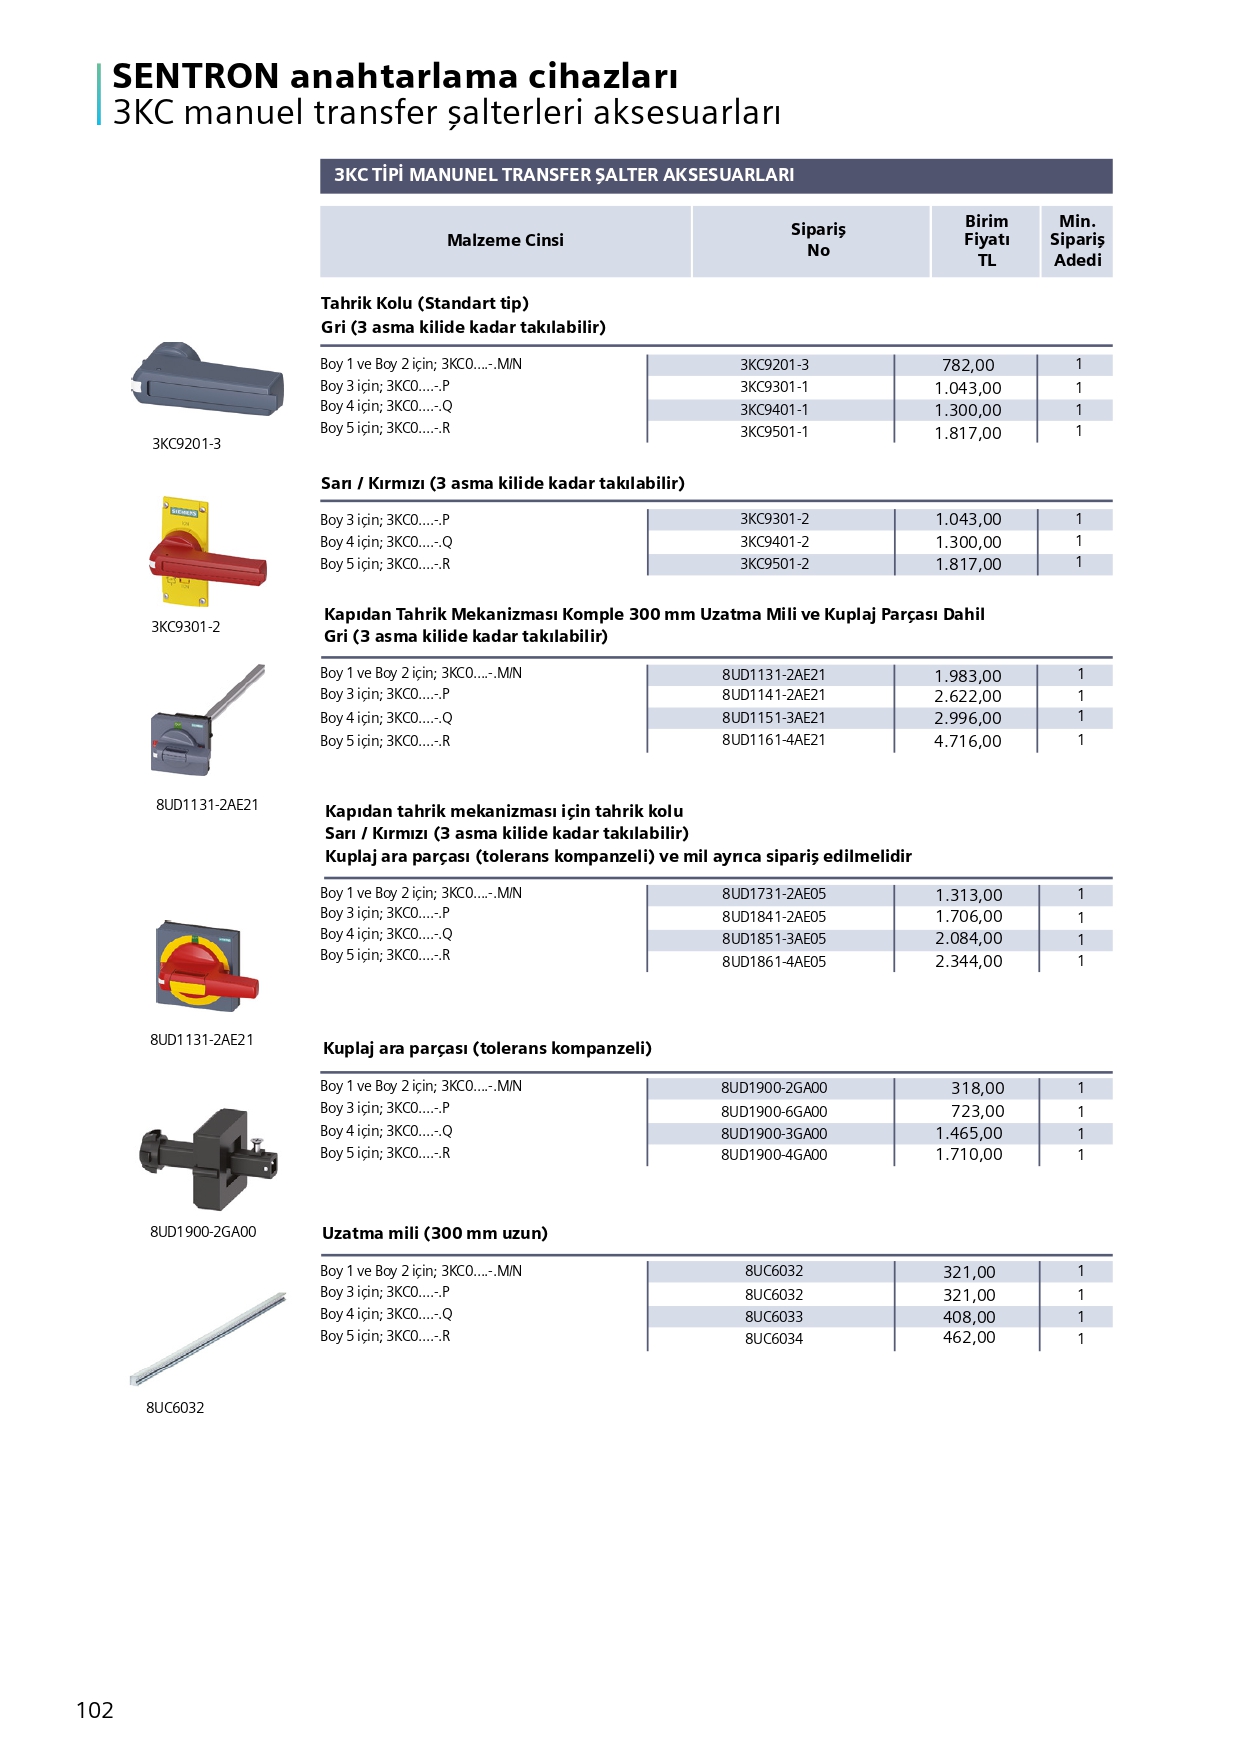 SENTRON anahtarlama cihazları
3KC manuel transfer şalterleri aksesuarları
3KC TİPİ MANUNEL TRANSFER ŞALTER AKSESUARLARI
Malzeme Cinsi Sipariş No Birim Fiyatı TL Min. Sipariş Adedi
Tahrik Kolu (Standart tip)
Gri (3 asma kilide kadar takılabilir)
Boy 1 ve Boy 2 için; 3KC0....-.M/N 3KC9201-3 782,00 1
Boy 3 için; 3KC0....-.P 3KC9301-1 1.043,00 1
Boy 4 için; 3KC0....-.Q 3KC9401-1 1.300,00 1
Boy 5 için; 3KC0....-.R 3KC9501-1 1.817,00 1
3KC9201-3
Sarı / Kırmızı (3 asma kilide kadar takılabilir)
SIEMENS
Boy 3 için; 3KC0....-.P 3KC9301-2 1.043,00 1
Boy 4 için; 3KC0....-.Q 3KC9401-2 1.300,00 1
Boy 5 için; 3KC0....-.R 3KC9501-2 1.817,00 1
3KC9301-2
Kapıdan Tahrik Mekanizması Komple 300 mm Uzatma Mili ve Kuplaj Parçası Dahil
Gri (3 asma kilide kadar takılabilir)
Boy 1 ve Boy 2 için; 3KC0....-.M/N 8UD1131-2AE21 1.983,00 1
Boy 3 için; 3KC0....-.P 8UD1141-2AE21 2.622,00 1
Boy 4 için; 3KC0....-.Q 8UD1151-3AE21 2.996,00 1
Boy 5 için; 3KC0....-.R 8UD1161-4AE21 4.716,00 1
8UD1131-2AE21
Kapıdan tahrik mekanizması için tahrik kolu
Sarı / Kırmızı (3 asma kilide kadar takılabilir)
Kuplaj ara parçası (tolerans kompanzeli) ve mil ayrıca sipariş edilmelidir
Boy 1 ve Boy 2 için; 3KC0....-.M/N 8UD1731-2AE05 1.313,00 1
Boy 3 için; 3KC0....-.P 8UD1841-2AE05 1.706,00 1
Boy 4 için; 3KC0....-.Q 8UD1851-3AE05 2.084,00 1
Boy 5 için; 3KC0....-.R 8UD1861-4AE05 2.344,00 1
8UD1131-2AE21
Kuplaj ara parçası (tolerans kompanzeli)
Boy 1 ve Boy 2 için; 3KC0....-.M/N 8UD1900-2GA00 318,00 1
Boy 3 için; 3KC0....-.P 8UD1900-6GA00 723,00 1
Boy 4 için; 3KC0....-.Q 8UD1900-3GA00 1.465,00 1
Boy 5 için; 3KC0....-.R 8UD1900-4GA00 1.710,00 1
8UD1900-2GA00
Uzatma mili (300 mm uzun)
Boy 1 ve Boy 2 için; 3KC0....-.M/N 8UC6032 321,00 1
Boy 3 için; 3KC0....-.P 8UC6032 321,00 1
Boy 4 için; 3KC0....-.Q 8UC6033 408,00 1
Boy 5 için; 3KC0....-.R 8UC6034 462,00 1
8UC6032
102